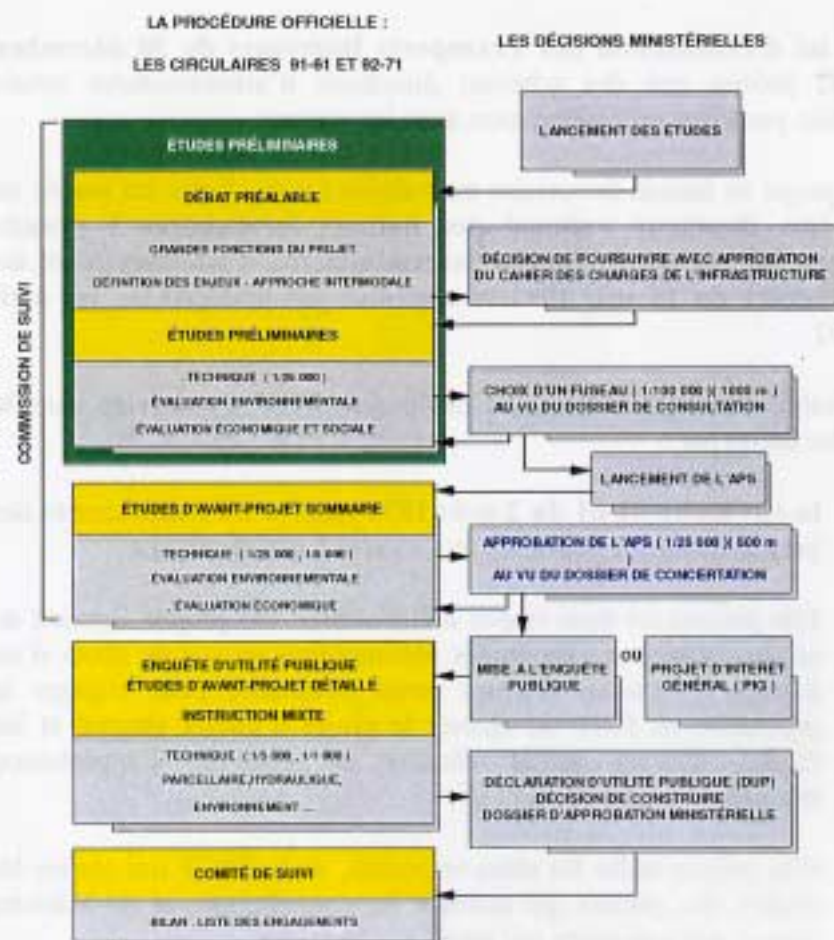 LA PROCÉDURE OFFICIELLE :
LES CIRCULAIRES 91-61 ET 92-71
LES DÉCISIONS MINISTÉRIELLES
COMMISSION DE SUIVI
ÉTUDES PRÉLIMINAIRES
LANCEMENT DES ÉTUDES
DÉBAT PRÉALABLE
GRANDES FONCTIONS DU PROJET
DÉFINITION DES ENJEUX - APPROCHE INTERMODALE
DÉCISION DE POURSUIVRE AVEC APPROBATION
DU CAHIER DES CHARGES DE L'INFRASTRUCTURE
ÉTUDES PRÉLIMINAIRES
. TECHNIQUE ( 1/25 000 )
ÉVALUATION ENVIRONNEMENTALE
ÉVALUATION ÉCONOMIQUE ET SOCIALE
CHOIX D'UN FUSEAU ( 1:100 000 )( 1000 m )
AU VU DU DOSSIER DE CONSULTATION
LANCEMENT DE L'APS
ÉTUDES D'AVANT-PROJET SOMMAIRE
TECHNIQUE ( 1/25 000 , 1/5 000 )
ÉVALUATION ENVIRONNEMENTALE
. ÉVALUATION ÉCONOMIQUE
APPROBATION DE L'APS ( 1/25 000 )( 500 m
)
AU VU DU DOSSIER DE CONCERTATION
ENQUÊTE D'UTILITÉ PUBLIQUE
ÉTUDES D'AVANT-PROJET DÉTAILLÉ
INSTRUCTION MIXTE
MISE A L'ENQUÊTE
PUBLIQUE
OU
PROJET D'INTÉRÊT
GÉNÉRAL ( PIG )
TECHNIQUE ( 1/5 000 , 1/1 000 )
PARCELLAIRE,HYDRAULIQUE,
ENVIRONNEMENT ...
DÉCLARATION D'UTILITÉ PUBLIQUE (DUP)
DÉCISION DE CONSTRUIRE
DOSSIER D'APPROBATION MINISTÉRIELLE
COMITÉ DE SUIVI
BILAN . LISTE DES ENGAGEMENTS